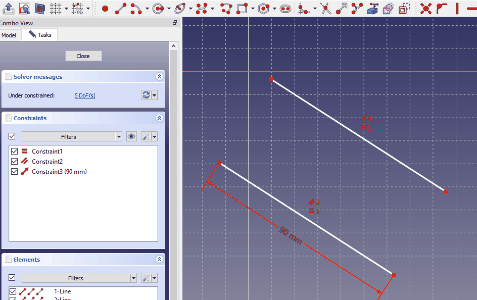 Combo View
Model
Tasks
Close
Solver messages
Under constrained:
5 DoF(s)
Constraints
Filters
Constraint1
Constraint2
Constraint3 (90 mm)
Elements
Filters
1-Line
2-Line
90 mm